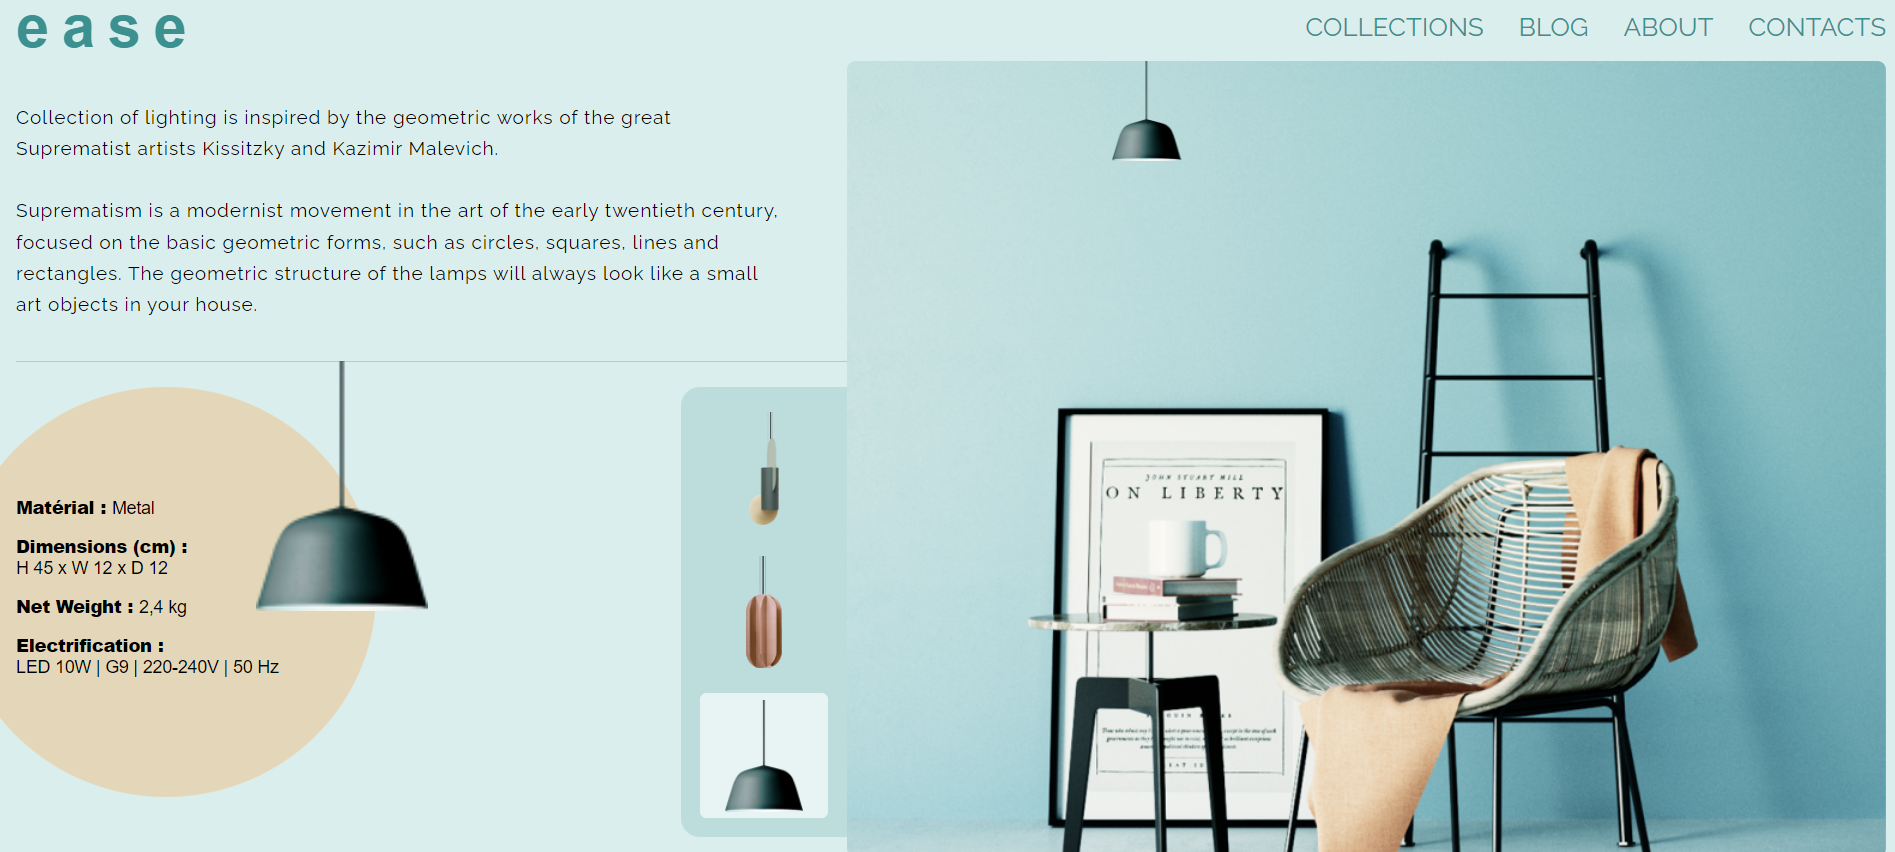 ease
COLLECTIONS BLOG ABOUT CONTACTS
Collection of lighting is inspired by the geometric works of the great
Suprematist artists Kissitzky and Kazimir Malevich.
Suprematism is a modernist movement in the art of the early twentieth century,
focused on the basic geometric forms, such as circles, squares, lines and
rectangles. The geometric structure of the lamps will always look like a small
art objects in your house.
Matérial : Metal
Dimensions (cm) :
H 45 x W 12 x D 12
Net Weight : 2,4 kg
Electrification :
LED 10W | G9 | 220-240V | 50 Hz
JOHN STUART MILL
ON LIBERTY